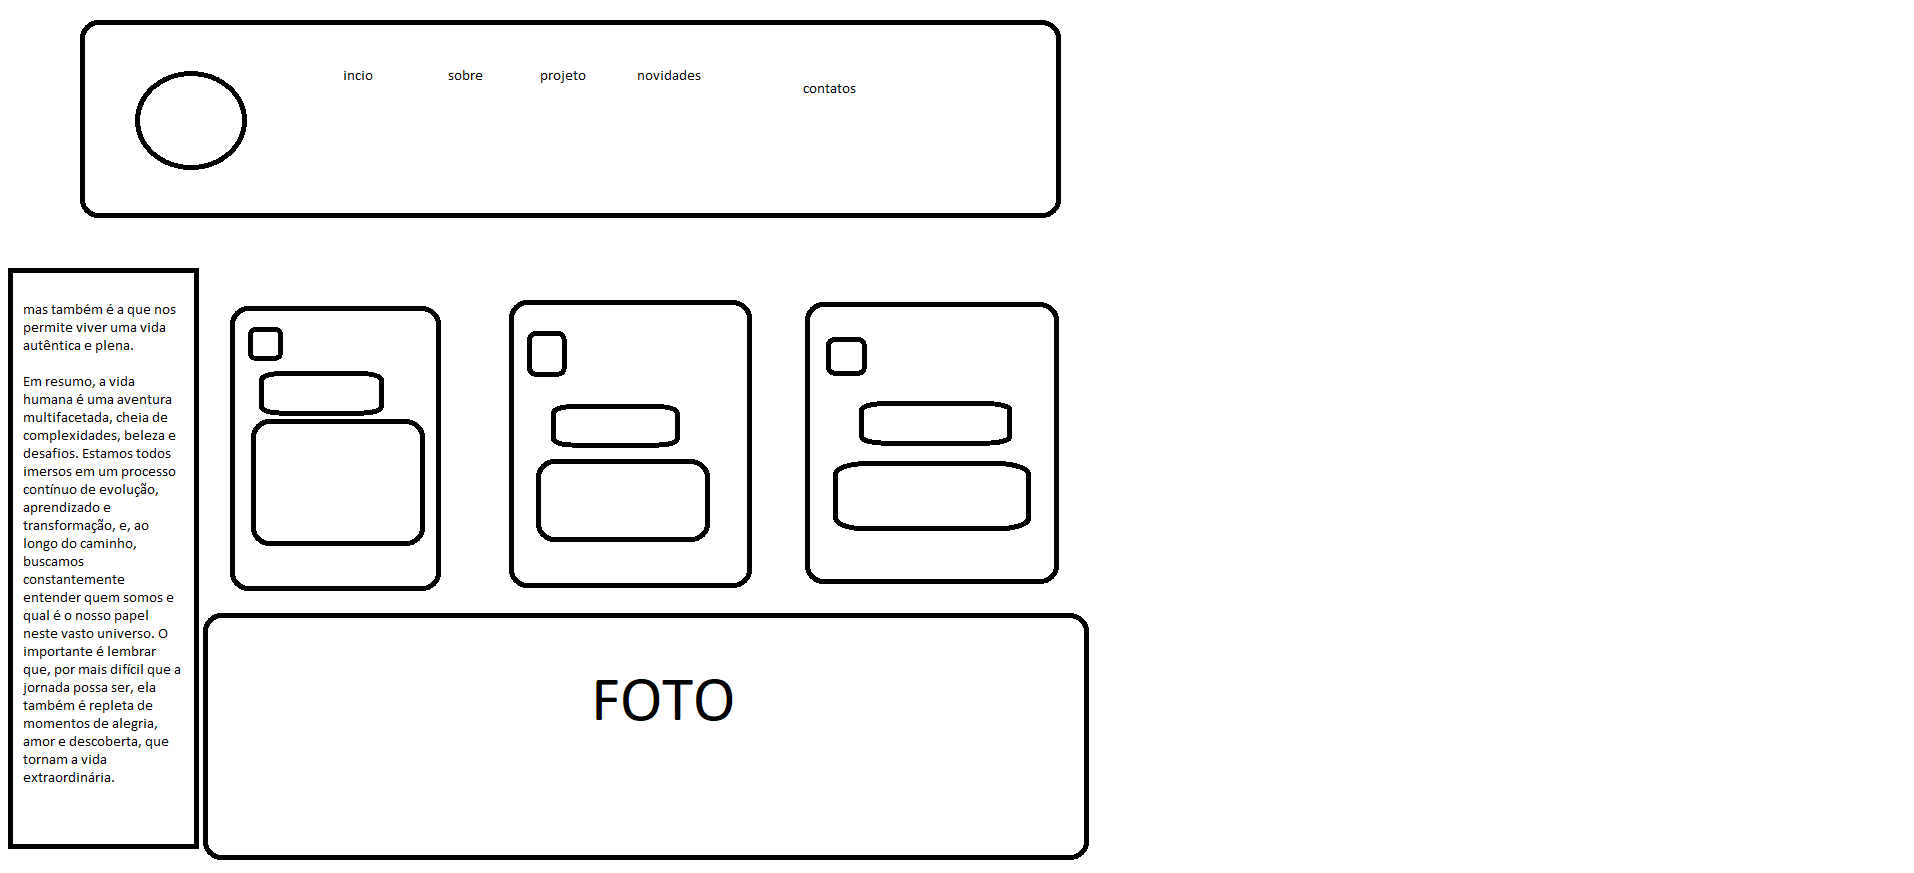 incio sobre projeto novidades
contatos
mas também é a que nos
permite viver uma vida
autêntica e plena.
Em resumo, a vida
humana é uma aventura
multifacetada, cheia de
complexidades, beleza e
desafios. Estamos todos
imersos em um processo
contínuo de evolução,
aprendizado e
transformação, e, ao
longo do caminho,
buscamos
constantemente
entender quem somos e
qual é o nosso papel
neste vasto universo. O
importante é lembrar
que, por mais difícil que a
jornada possa ser, ela
também é repleta de
momentos de alegria,
amor e descoberta, que
tornam a vida
extraordinária.
FOTO